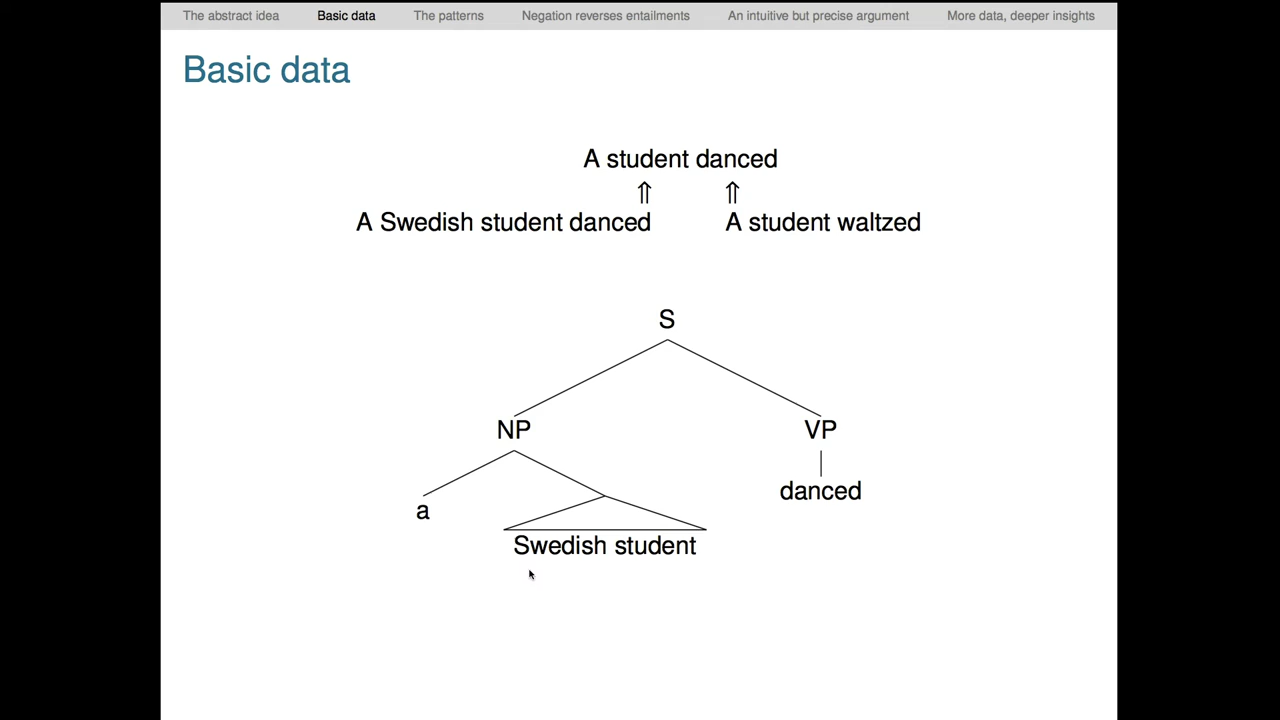 The abstract idea Basic data The patterns Negation reverses entailments An intuitive but precise argument More data, deeper insights
Basic data
A student danced
⇑ ⇑
A Swedish student danced A student waltzed
S
NP VP
a danced
Swedish student